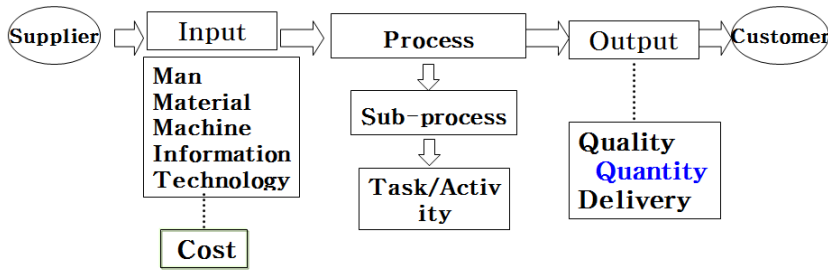 Supplier
Input
Process
Output
Customer
Man
Material
Machine
Information
Technology
Cost
Sub-process
Task/Activ
ity
Quality
Quantity
Delivery